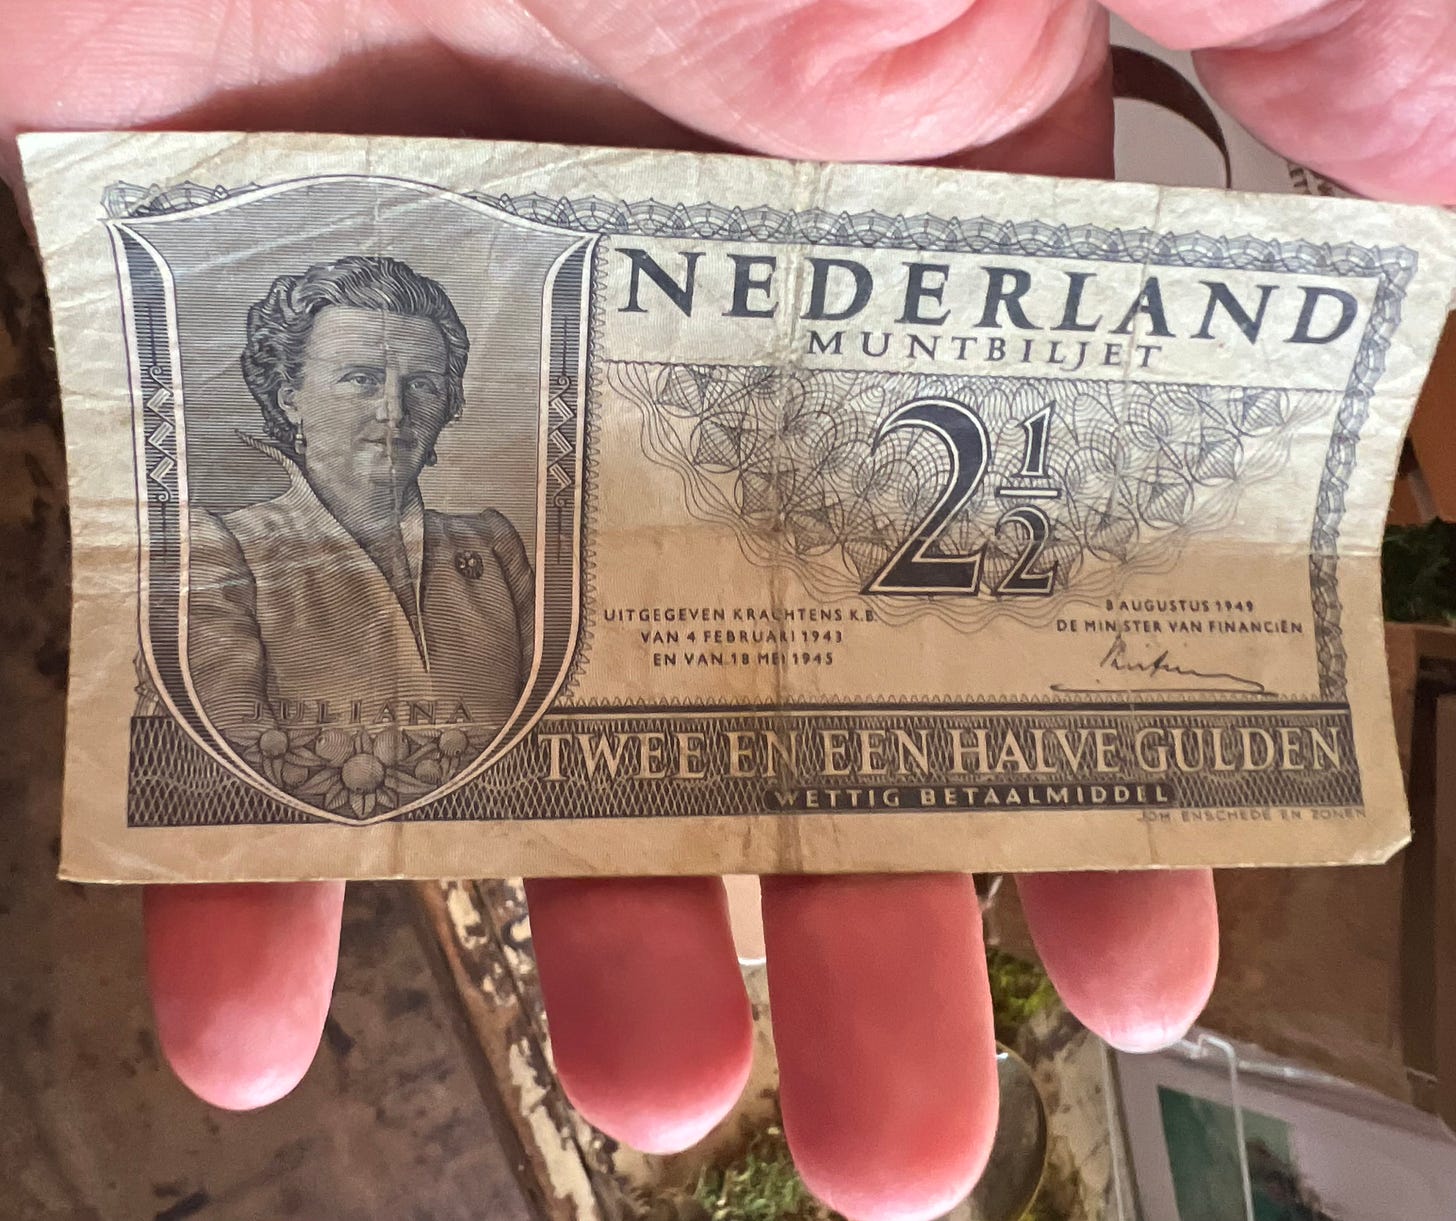 NEDERLAND
MUNTBILJET
2 1/2
UITGEGEVEN KRACHTENS K.B.
VAN 4 FEBRUARI 1943
EN VAN 18 MEI 1945
8 AUGUSTUS 1949
DE MINISTER VAN FINANCIËN
JULIANA
TWEE EN EEN HALVE GULDEN
WETTIG BETAALMIDDEL
JOH. ENSCHEDE EN ZONEN